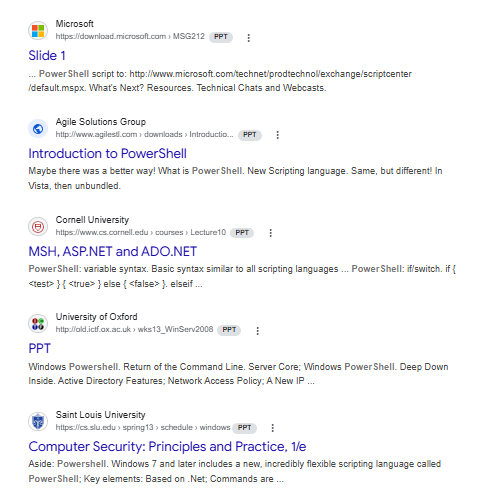 Microsoft
https://download.microsoft.com › MSG212 PPT
Slide 1
... PowerShell script to: http://www.microsoft.com/technet/prodtechnol/exchange/scriptcenter
/default.mspx. What's Next? Resources. Technical Chats and Webcasts.
Agile Solutions Group
http://www.agilestl.com › downloads › Introductio... PPT
Introduction to PowerShell
Maybe there was a better way! What is PowerShell. New Scripting language. Same, but different! In
Vista, then unbundled.
Cornell University
https://www.cs.cornell.edu › courses › Lecture10 PPT
MSH, ASP.NET and ADO.NET
PowerShell: variable syntax. Basic syntax similar to all scripting languages ... PowerShell: if/switch. if (
<test> ) { <true> } else { <false> }. elseif ...
University of Oxford
http://old.ictf.ox.ac.uk › wks13_WinServ2008 PPT
PPT
Windows Powershell. Return of the Command Line. Server Core; Windows PowerShell. Deep Down
Inside. Active Directory Features; Network Access Policy; A New IP ...
Saint Louis University
https://cs.slu.edu › spring13 › schedule › windows PPT
Computer Security: Principles and Practice, 1/e
Aside: Powershell. Windows 7 and later includes a new, incredibly flexible scripting language called
PowerShell; Key elements: Based on .Net; Commands are ...